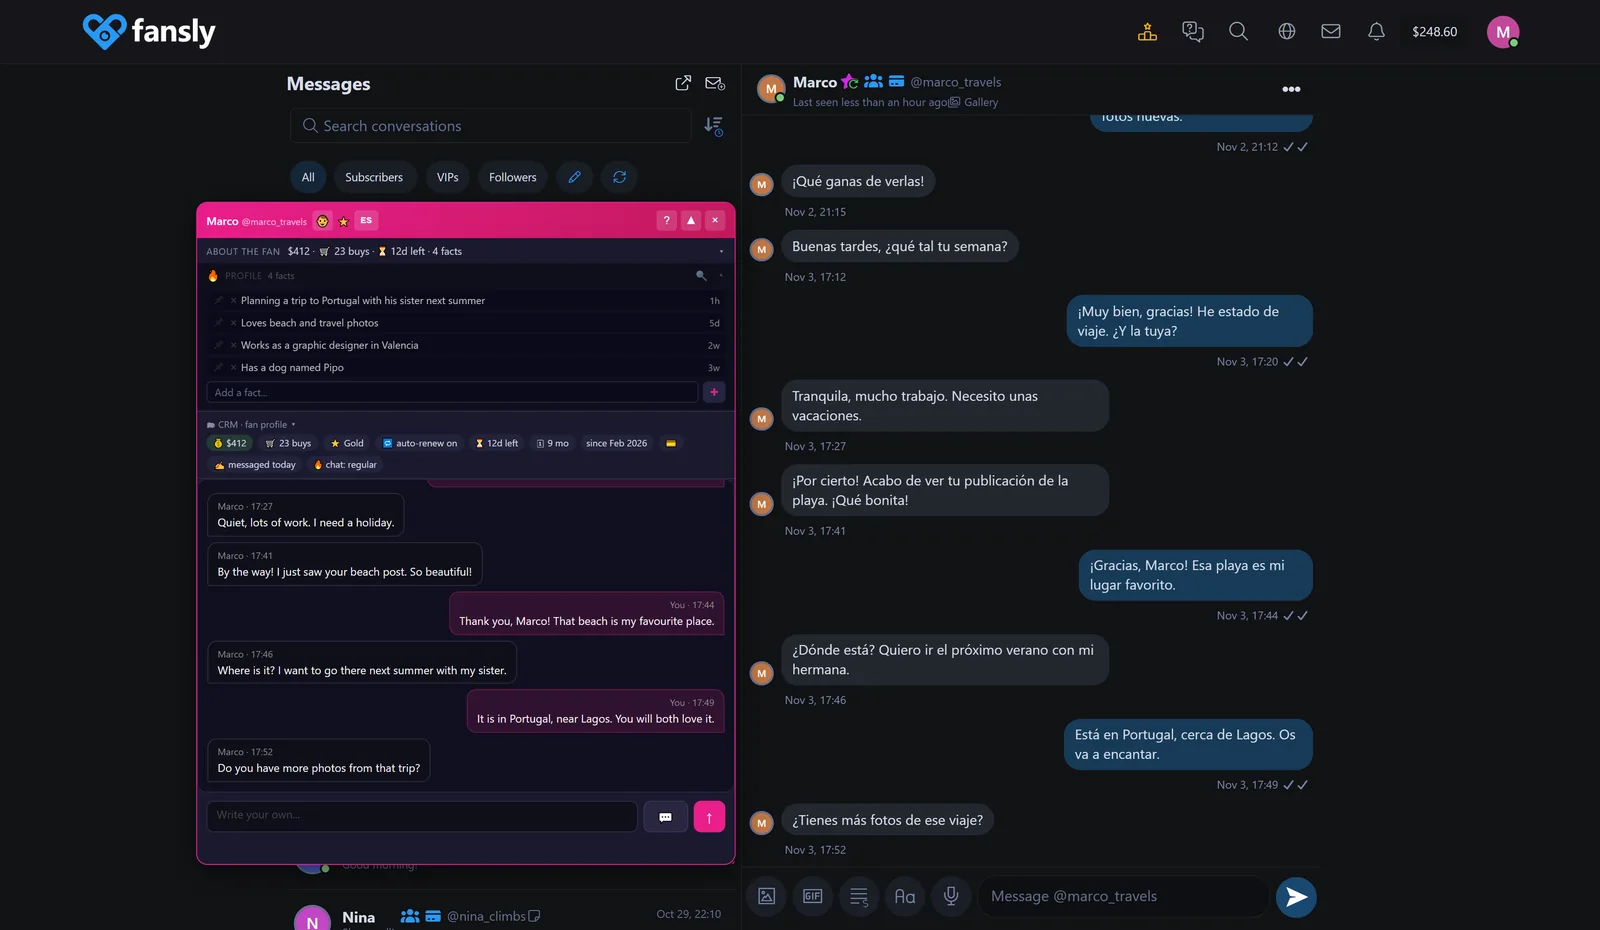 fansly
$248.60
M
Messages
Search conversations
All
Subscribers
VIPs
Followers
Marco @marco_travels
ES
?
▲
×
ABOUT THE FAN $412 · 23 buys · 12d left · 4 facts
PROFILE 4 facts
Planning a trip to Portugal with his sister next summer 1h
Loves beach and travel photos 5d
Works as a graphic designer in Valencia 2w
Has a dog named Pipo 3w
Add a fact...
+
CRM · fan profile
$412
23 buys
Gold
auto-renew on
12d left
9 mo
since Feb 2026
messaged today
chat: regular
Marco · 17:27
Quiet, lots of work. I need a holiday.
Marco · 17:41
By the way! I just saw your beach post. So beautiful!
You · 17:44
Thank you, Marco! That beach is my favourite place.
Marco · 17:46
Where is it? I want to go there next summer with my sister.
You · 17:49
It is in Portugal, near Lagos. You will both love it.
Marco · 17:52
Do you have more photos from that trip?
Write your own...
↑
Good morning!
N
Nina @nina_climbs Oct 29, 22:10
M
Marco @marco_travels
Last seen less than an hour ago Gallery
fotos nuevas.
Nov 2, 21:12
M
¡Qué ganas de verlas!
Nov 2, 21:15
M
Buenas tardes, ¿qué tal tu semana?
Nov 3, 17:12
¡Muy bien, gracias! He estado de
viaje. ¿Y la tuya?
Nov 3, 17:20
Tranquila, mucho trabajo. Necesito unas
vacaciones.
M
Nov 3, 17:27
¡Por cierto! Acabo de ver tu publicación de la
playa. ¡Qué bonita!
M
Nov 3, 17:41
¡Gracias, Marco! Esa playa es mi
lugar favorito.
Nov 3, 17:44
¿Dónde está? Quiero ir el próximo verano con mi
hermana.
M
Nov 3, 17:46
Está en Portugal, cerca de Lagos. Os
va a encantar.
Nov 3, 17:49
M
¿Tienes más fotos de ese viaje?
Nov 3, 17:52
GIF
Aa
Message @marco_travels